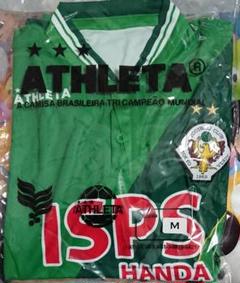 ATHLETA®
A CAMISA BRASILEIRA TRI CAMPEÃO MUNDIAL
ATHLETA
ATHLETA
M
ISPS
HANDA